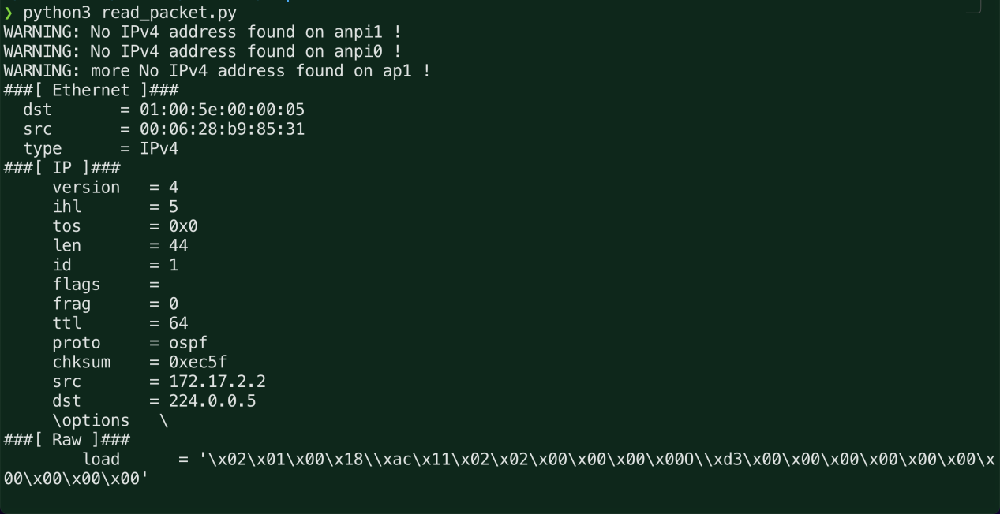 ❯ python3 read_packet.py
WARNING: No IPv4 address found on anpi1 !
WARNING: No IPv4 address found on anpi0 !
WARNING: more No IPv4 address found on ap1 !
###[ Ethernet ]###
  dst       = 01:00:5e:00:00:05
  src       = 00:06:28:b9:85:31
  type      = IPv4
###[ IP ]###
     version   = 4
     ihl       = 5
     tos       = 0x0
     len       = 44
     id        = 1
     flags     =
     frag      = 0
     ttl       = 64
     proto     = ospf
     chksum    = 0xec5f
     src       = 172.17.2.2
     dst       = 224.0.0.5
     \options   \
###[ Raw ]###
        load      = '\x02\x01\x00\x18\\xac\x11\x02\x02\x00\x00\x00\x00O\\xd3\x00\x00\x00\x00\x00\x00\x
00\x00\x00\x00'